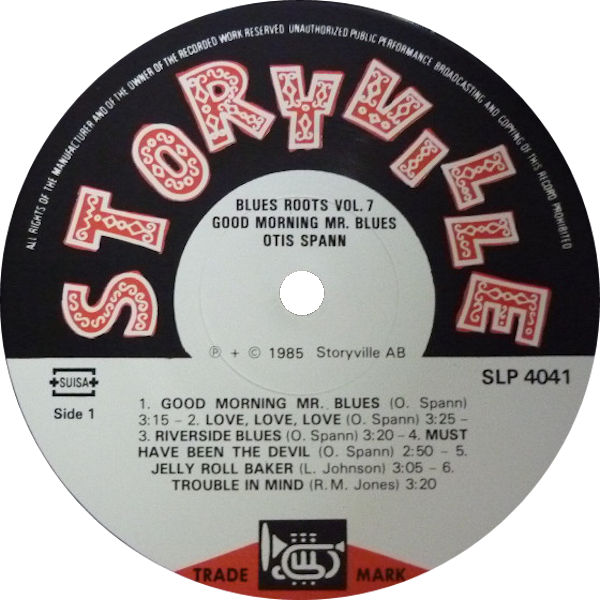 ALL RIGHTS OF THE MANUFACTURER AND OF THE OWNER OF THE RECORDED WORK RESERVED UNAUTHORIZED PUBLIC PERFORMANCE BROADCASTING AND COPYING OF THIS RECORD PROHIBITED
STORYVILLE
BLUES ROOTS VOL. 7
GOOD MORNING MR. BLUES
OTIS SPANN
Ⓟ + © 1985 Storyville AB
SUISA
SLP 4041
Side 1
1. GOOD MORNING MR. BLUES (O. Spann)
3:15 – 2. LOVE, LOVE, LOVE (O. Spann) 3:25 –
3. RIVERSIDE BLUES (O. Spann) 3:20 – 4. MUST
HAVE BEEN THE DEVIL (O. Spann) 2:50 – 5.
JELLY ROLL BAKER (L. Johnson) 3:05 – 6.
TROUBLE IN MIND (R.M. Jones) 3:20
TRADE MARK